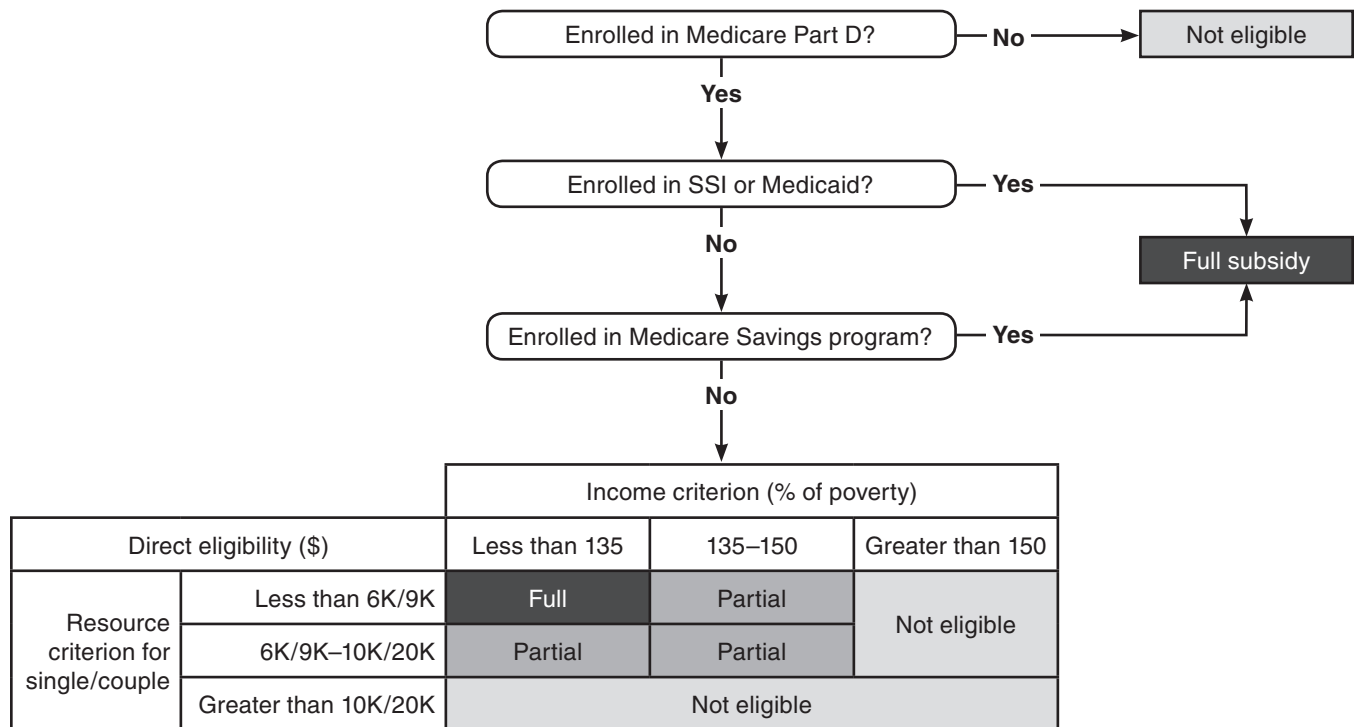 Enrolled in Medicare Part D?
No
Not eligible
Yes
Enrolled in SSI or Medicaid?
Yes
No
Full subsidy
Enrolled in Medicare Savings program?
Yes
No
Income criterion (% of poverty)
Direct eligibility ($)
Less than 135
135–150
Greater than 150
Resource
criterion for
single/couple
Less than 6K/9K
Full
Partial
Not eligible
6K/9K–10K/20K
Partial
Partial
Greater than 10K/20K
Not eligible